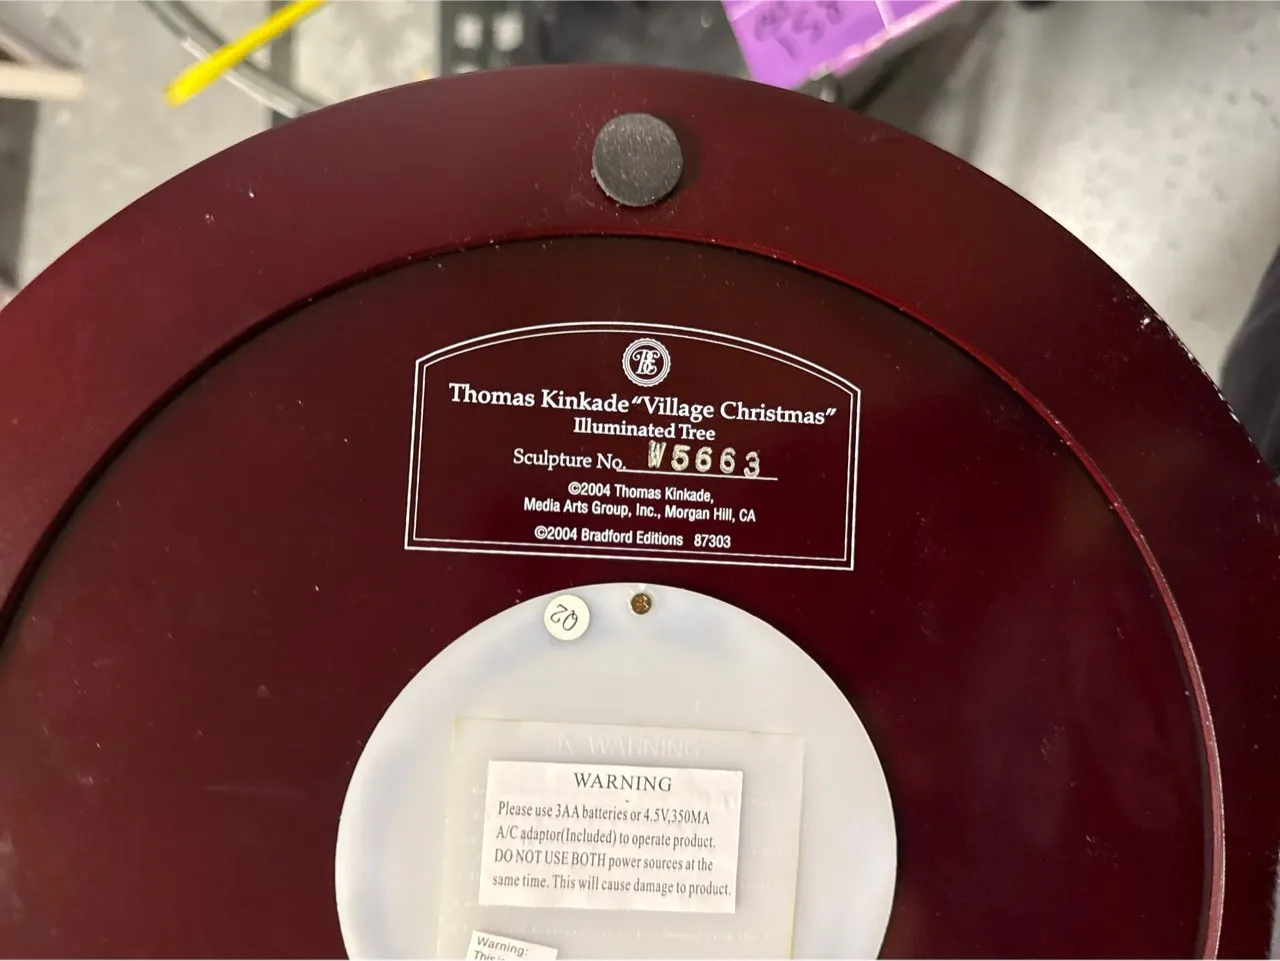 BE
Thomas Kinkade "Village Christmas"
Illuminated Tree
Sculpture No. W5663
©2004 Thomas Kinkade,
Media Arts Group, Inc., Morgan Hill, CA
©2004 Bradford Editions 87303
Q2
WARNING
WARNING
Please use 3AA batteries or 4.5V,350MA
A/C adaptor(Included) to operate product.
DO NOT USE BOTH power sources at the
same time. This will cause damage to product.
Warning: